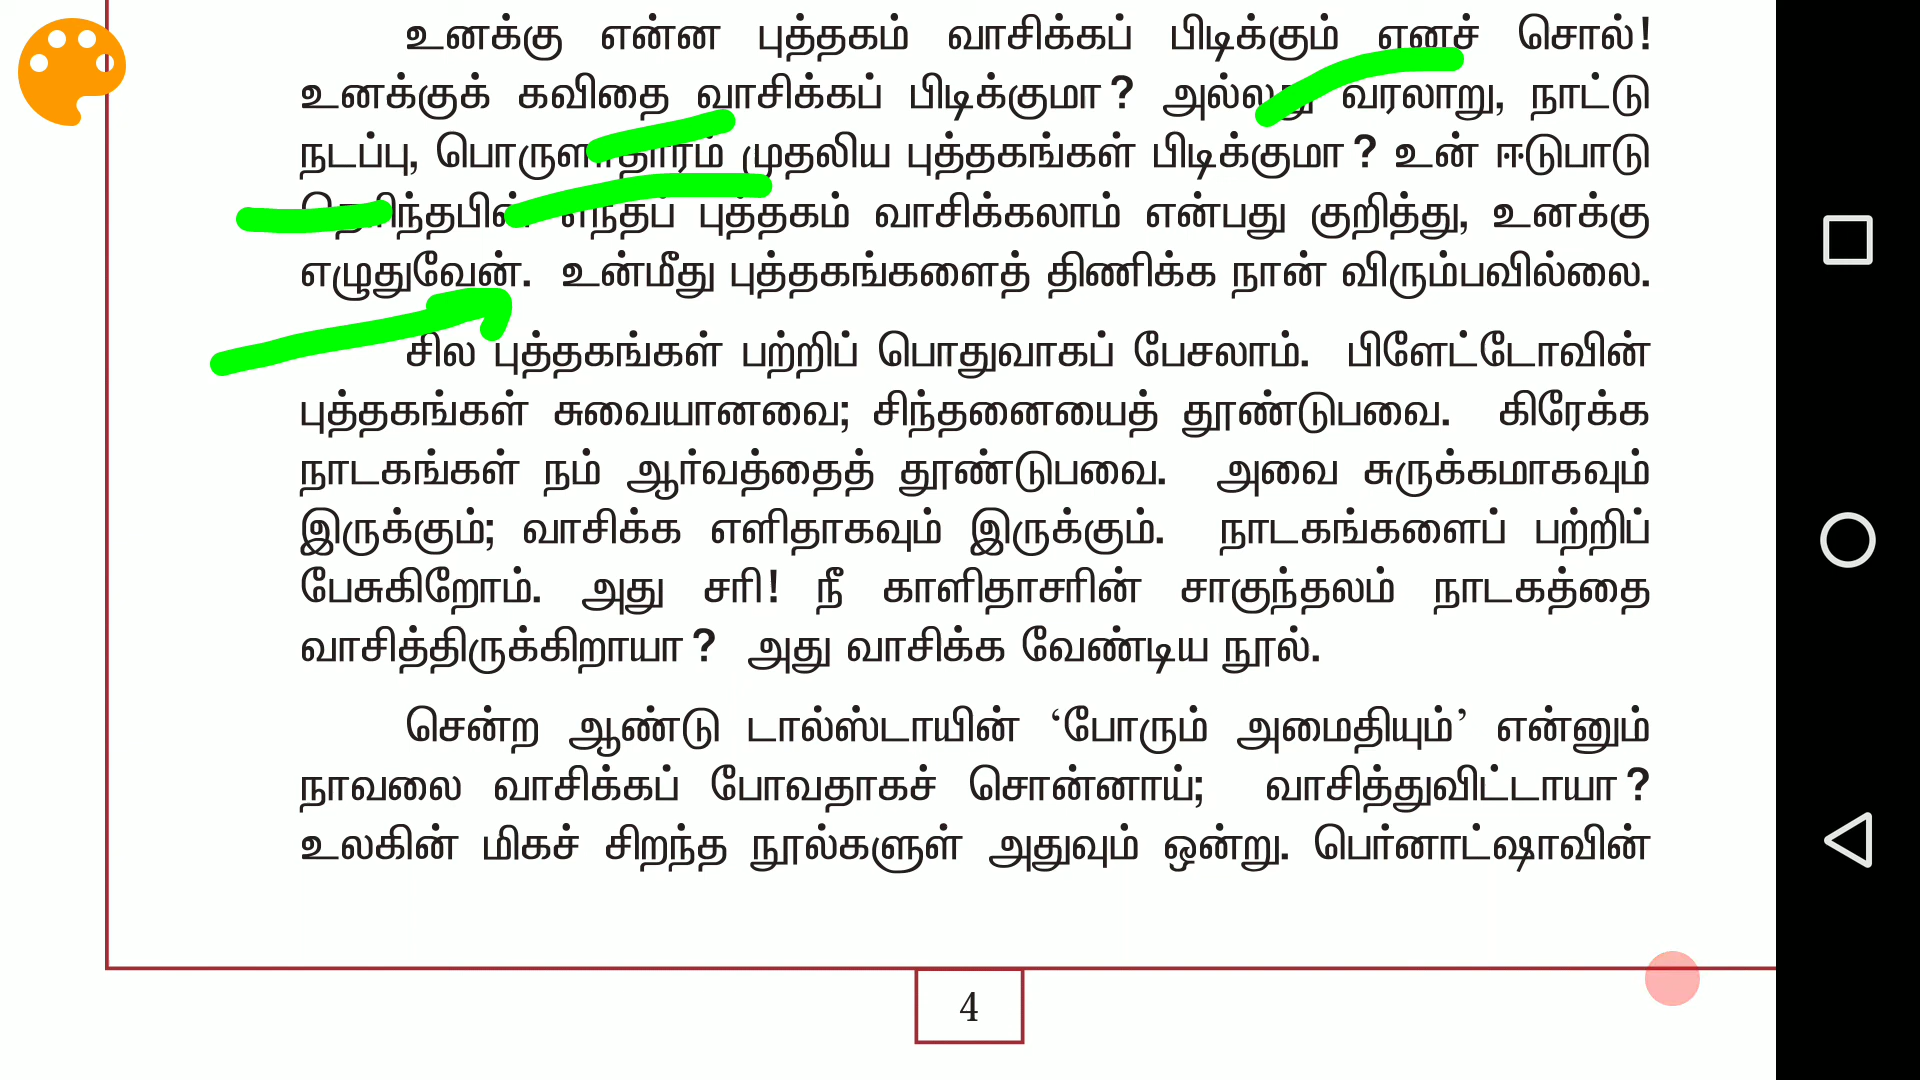 உனக்கு என்ன புத்தகம் வாசிக்கப் பிடிக்கும் எனச் சொல்!
உனக்குக் கவிதை வாசிக்கப் பிடிக்குமா? அல்லது வரலாறு, நாட்டு
நடப்பு, பொருளாதாரம் முதலிய புத்தகங்கள் பிடிக்குமா? உன் ஈடுபாடு
தெரிந்தபின் எந்தப் புத்தகம் வாசிக்கலாம் என்பது குறித்து, உனக்கு
எழுதுவேன். உன்மீது புத்தகங்களைத் திணிக்க நான் விரும்பவில்லை.
சில புத்தகங்கள் பற்றிப் பொதுவாகப் பேசலாம். பிளேட்டோவின்
புத்தகங்கள் சுவையானவை; சிந்தனையைத் தூண்டுபவை. கிரேக்க
நாடகங்கள் நம் ஆர்வத்தைத் தூண்டுபவை. அவை சுருக்கமாகவும்
இருக்கும்; வாசிக்க எளிதாகவும் இருக்கும். நாடகங்களைப் பற்றிப்
பேசுகிறோம். அது சரி! நீ காளிதாசரின் சாகுந்தலம் நாடகத்தை
வாசித்திருக்கிறாயா? அது வாசிக்க வேண்டிய நூல்.
சென்ற ஆண்டு டால்ஸ்டாயின் ‘போரும் அமைதியும்’ என்னும்
நாவலை வாசிக்கப் போவதாகச் சொன்னாய்; வாசித்துவிட்டாயா?
உலகின் மிகச் சிறந்த நூல்களுள் அதுவும் ஒன்று. பெர்னாட்ஷாவின்
4